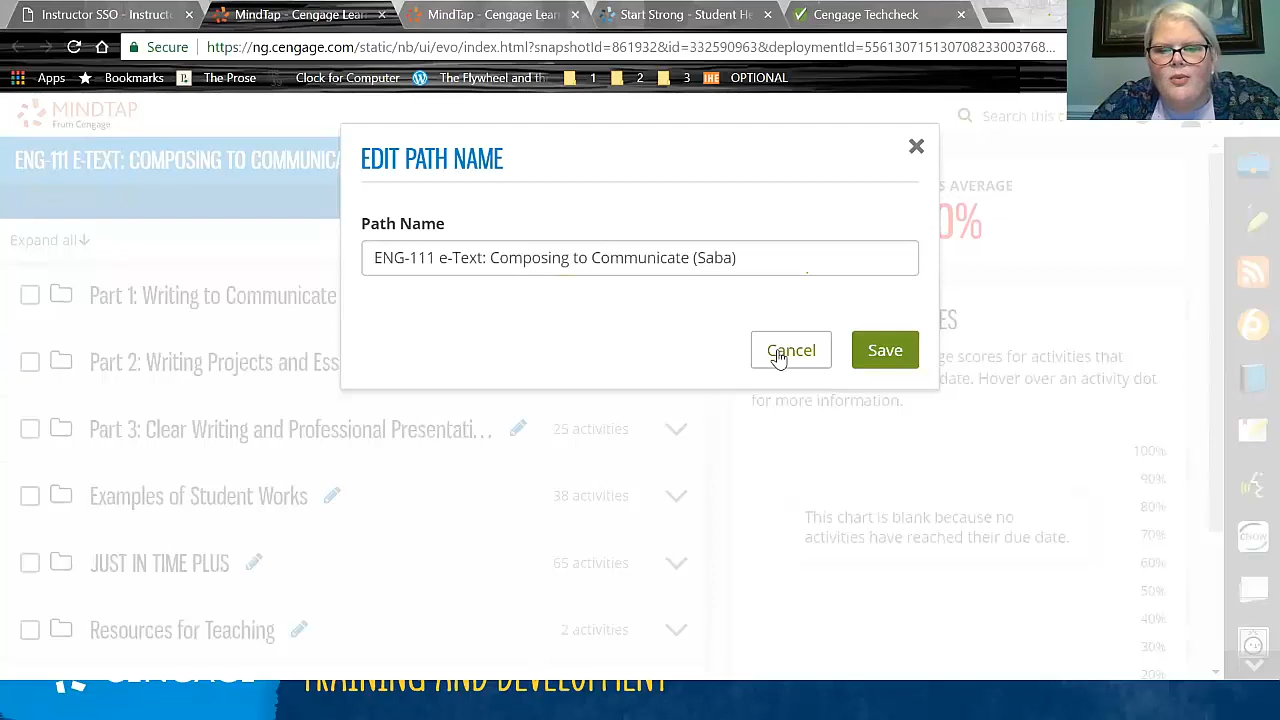 Instructor SSO - Instructo
MindTap - Cengage Lear
MindTap - Cengage Lear
Start Strong - Student He
Cengage Techcheck
Secure
https://ng.cengage.com/static/nb/ui/evo/index.html?snapshotId=861932&id=332590963&deploymentId=5561307151307082330037​68...
Apps
Bookmarks
The Prose
Clock for Computer
The Flywheel and th
1
2
3
IHE
OPTIONAL
MINDTAP
From Cengage
Search this c
ENG-111 E-TEXT: COMPOSING TO COMMUNICA
EDIT PATH NAME
Path Name
ENG-111 e-Text: Composing to Communicate (Saba)
Cancel
Save
S AVERAGE
0%
Expand all
Part 1: Writing to Communicate
Part 2: Writing Projects and Ess
Part 3: Clear Writing and Professional Presentati...
25 activities
Examples of Student Works
38 activities
JUST IN TIME PLUS
65 activities
Resources for Teaching
2 activities
ES
ge scores for activities that
date. Hover over an activity dot
for more information.
100%
90%
80%
70%
60%
50%
40%
30%
20%
This chart is blank because no
activities have reached their due date.
CENGAGE
TRAINING AND DEVELOPMENT